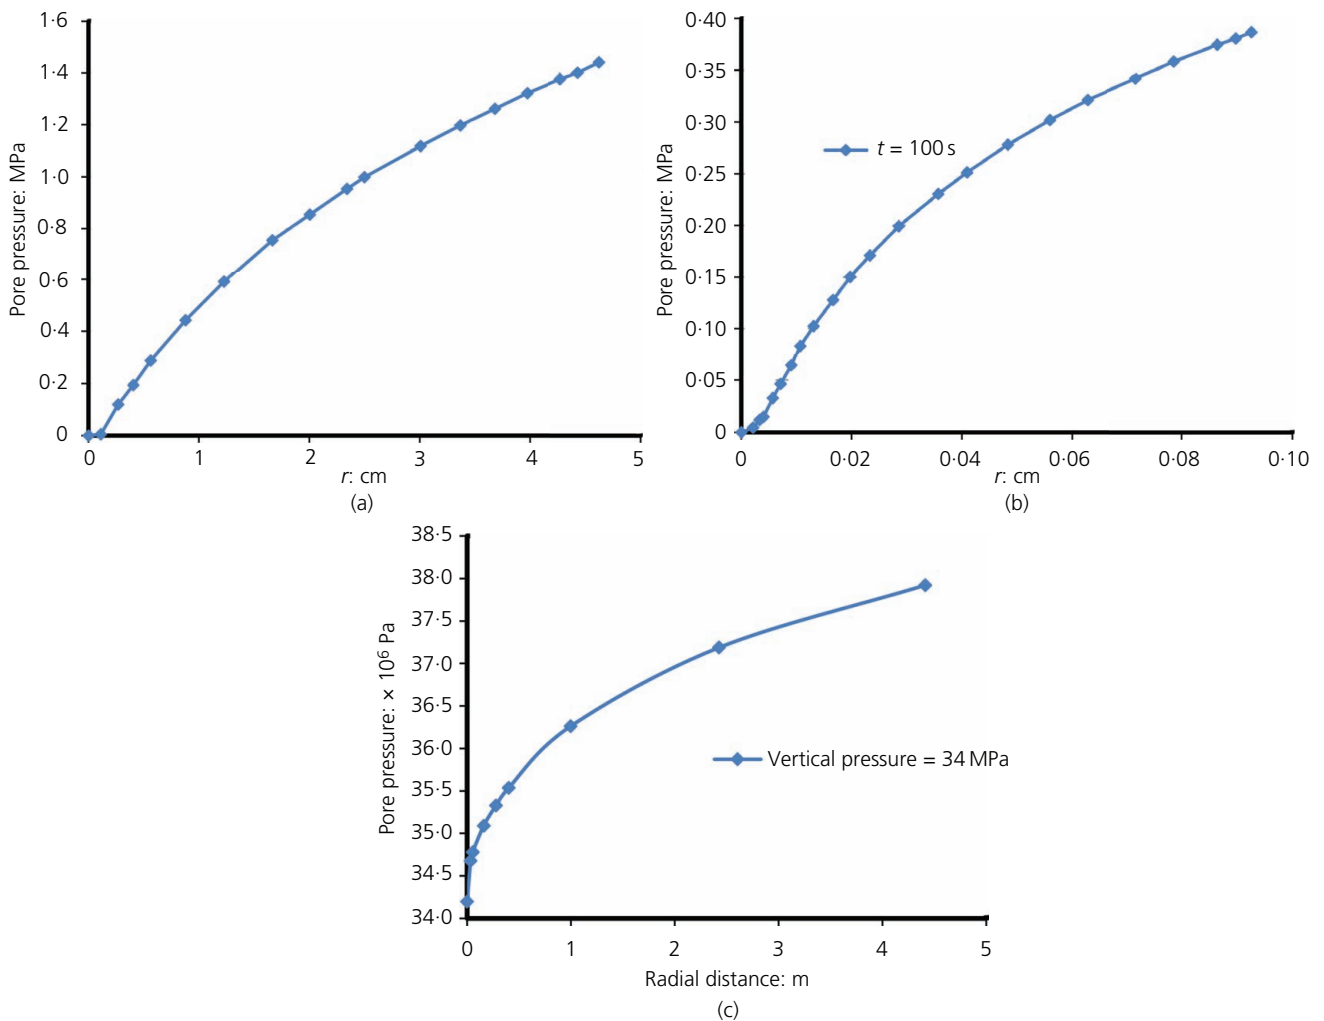 1·6
1·4
1·2
1·0
0·8
0·6
0·4
0·2
0
Pore pressure: MPa
0 1 2 3 4 5
r: cm
(a)
0·40
0·35
0·30
0·25
0·20
0·15
0·10
0·05
0
Pore pressure: MPa
t = 100 s
0 0·02 0·04 0·06 0·08 0·10
r: cm
(b)
38·5
38·0
37·5
37·0
36·5
36·0
35·5
35·0
34·5
34·0
Pore pressure: × 10⁶ Pa
Vertical pressure = 34 MPa
0 1 2 3 4 5
Radial distance: m
(c)